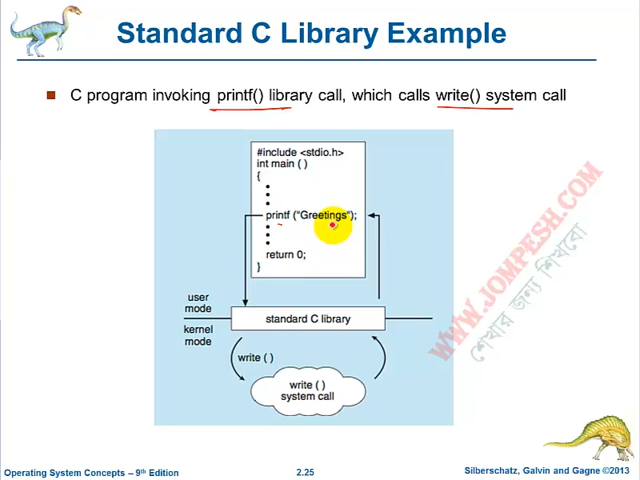 Standard C Library Example
C program invoking printf() library call, which calls write() system call
#include <stdio.h>
int main ( )
{
printf ("Greetings");
return 0;
}
user
mode
standard C library
kernel
mode
write ( )
write ( )
system call
WWW.JOMPESH.COM
শেখার জন্য শিখবো
Operating System Concepts – 9th Edition
2.25
Silberschatz, Galvin and Gagne ©2013